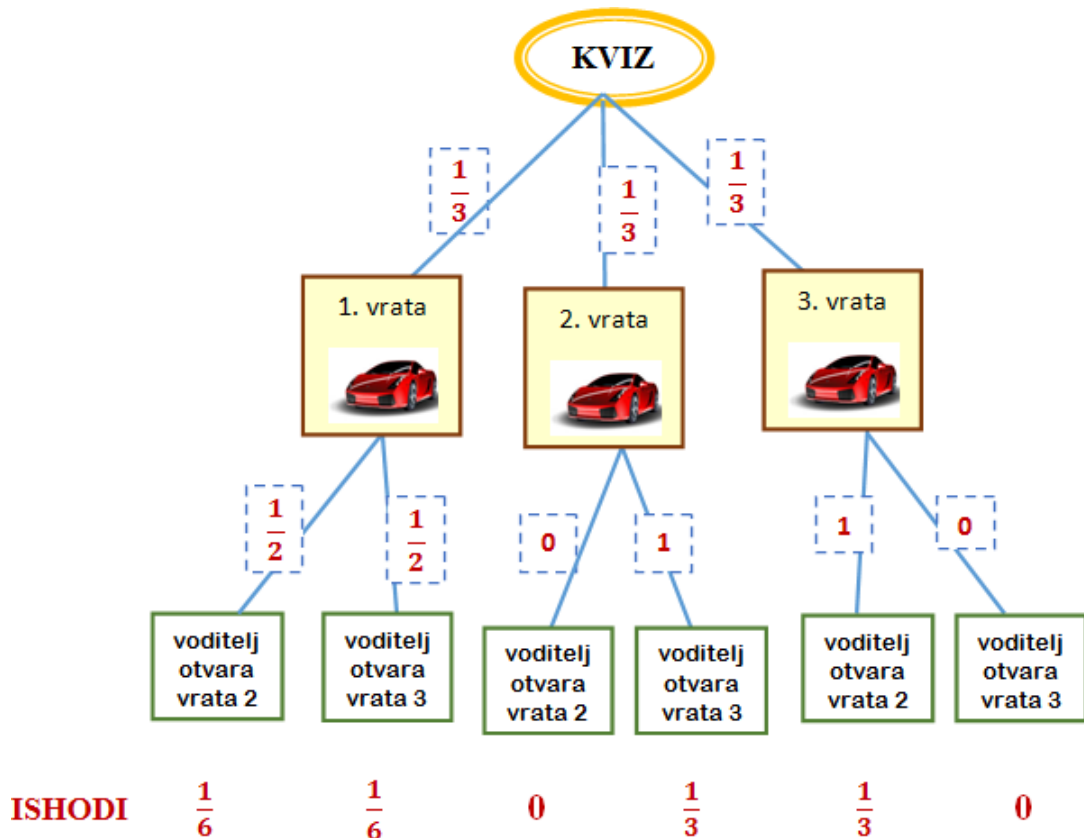 KVIZ
1/3
1/3
1/3
1. vrata
2. vrata
3. vrata
1/2
1/2
0
1
1
0
voditelj
otvara
vrata 2
voditelj
otvara
vrata 3
voditelj
otvara
vrata 2
voditelj
otvara
vrata 3
voditelj
otvara
vrata 2
voditelj
otvara
vrata 3
ISHODI 1/6 1/6 0 1/3 1/3 0